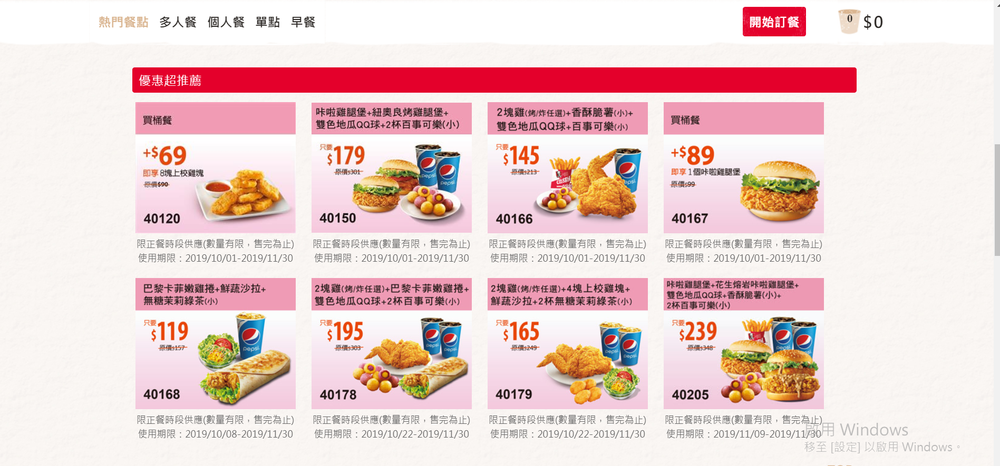 熱門餐點 多人餐 個人餐 單點 早餐
開始訂餐
0
$0
優惠超推薦
買桶餐
+$69
即享 8塊上校雞塊
原價$90
40120
限正餐時段供應(數量有限，售完為止)
使用期限：2019/10/01-2019/11/30
咔啦雞腿堡+紐奧良烤雞腿堡+
雙色地瓜QQ球+2杯百事可樂(小)
只要
$179
原價$301
pepsi
pepsi.
40150
限正餐時段供應(數量有限，售完為止)
使用期限：2019/10/01-2019/11/30
2塊雞(烤/炸任選)+香酥脆薯(小)+
雙色地瓜QQ球+百事可樂(小)
只要
$145
原價$213
pepsi.
40166
限正餐時段供應(數量有限，售完為止)
使用期限：2019/10/01-2019/11/30
買桶餐
+$89
即享 1個咔啦雞腿堡
原價$99
40167
限正餐時段供應(數量有限，售完為止)
使用期限：2019/10/01-2019/11/30
巴黎卡菲嫩雞捲+鮮蔬沙拉+
無糖茉莉綠茶(小)
只要
$119
原價$157
pepsi.
40168
限正餐時段供應(數量有限，售完為止)
使用期限：2019/10/08-2019/11/30
2塊雞(烤/炸任選)+巴黎卡菲嫩雞捲+
雙色地瓜QQ球+2杯百事可樂(小)
只要
$195
原價$303
pepsi.
pepsi.
40178
限正餐時段供應(數量有限，售完為止)
使用期限：2019/10/22-2019/11/30
2塊雞(烤/炸任選)+4塊上校雞塊+
鮮蔬沙拉+2杯無糖茉莉綠茶(小)
只要
$165
原價$249
pepsi.
pepsi.
40179
限正餐時段供應(數量有限，售完為止)
使用期限：2019/10/22-2019/11/30
咔啦雞腿堡+花生熔岩咔啦雞腿堡+
雙色地瓜QQ球+香酥脆薯(小)+
2杯百事可樂(小)
只要
$239
原價$348
pepsi
pepsi.
40205
限正餐時段供應(數量有限，售完為止)
使用期限：2019/11/09-2019/11/30
啟用 Windows
移至 [設定] 以啟用 Windows。